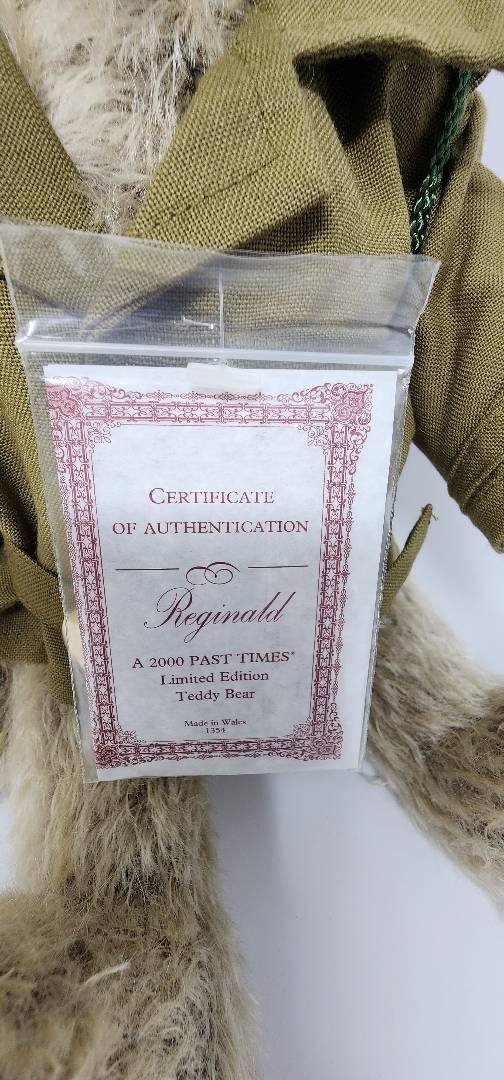 CERTIFICATE
OF AUTHENTICATION
Reginald
A 2000 PAST TIMES®
Limited Edition
Teddy Bear
Made in Wales
1354